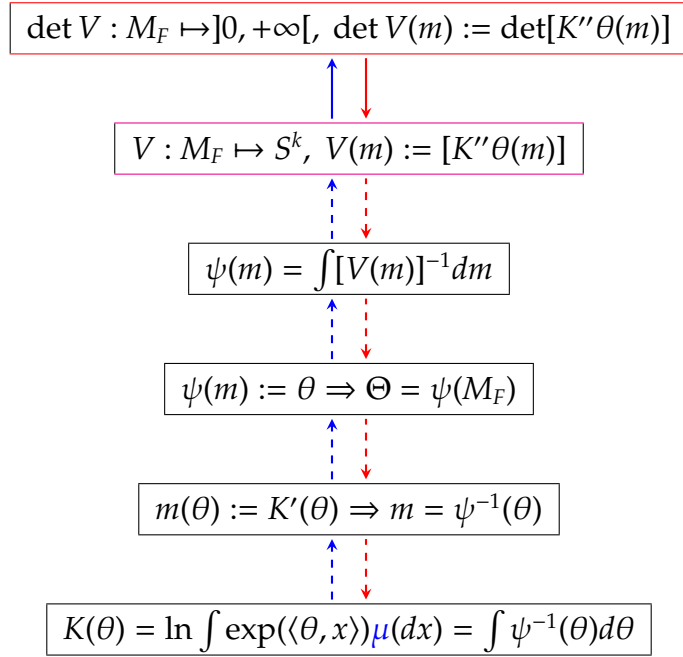 det V : M_F ↦]0, +∞[, det V(m) := det[K′′θ(m)]
V : M_F ↦ S^k, V(m) := [K′′θ(m)]
ψ(m) = ∫[V(m)]^{-1}dm
ψ(m) := θ ⇒ Θ = ψ(M_F)
m(θ) := K′(θ) ⇒ m = ψ^{-1}(θ)
K(θ) = ln ∫ exp(⟨θ, x⟩)μ(dx) = ∫ ψ^{-1}(θ)dθ